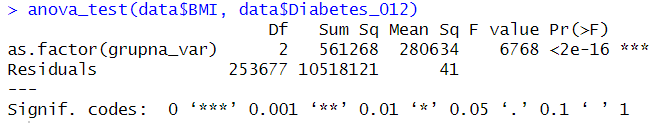 > anova_test(data$BMI, data$Diabetes_012)
Df Sum Sq Mean Sq F value Pr(>F)
as.factor(grupna_var) 2 561268 280634 6768 <2e-16 ***
Residuals 253677 10518121 41
---
Signif. codes: 0 ‘***’ 0.001 ‘**’ 0.01 ‘*’ 0.05 ‘.’ 0.1 ‘ ’ 1